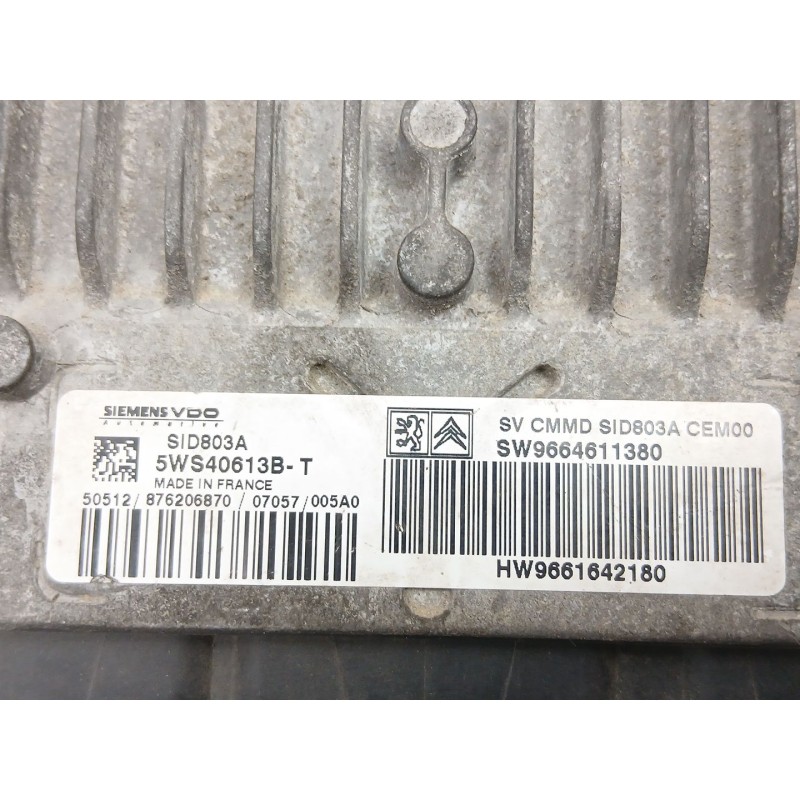 SIEMENS VDO
Automotive
SID803A
5WS40613B-T
MADE IN FRANCE
50512/876206870/07057/005A0
SV CMMD SID803A CEM00
SW9664611380
HW9661642180